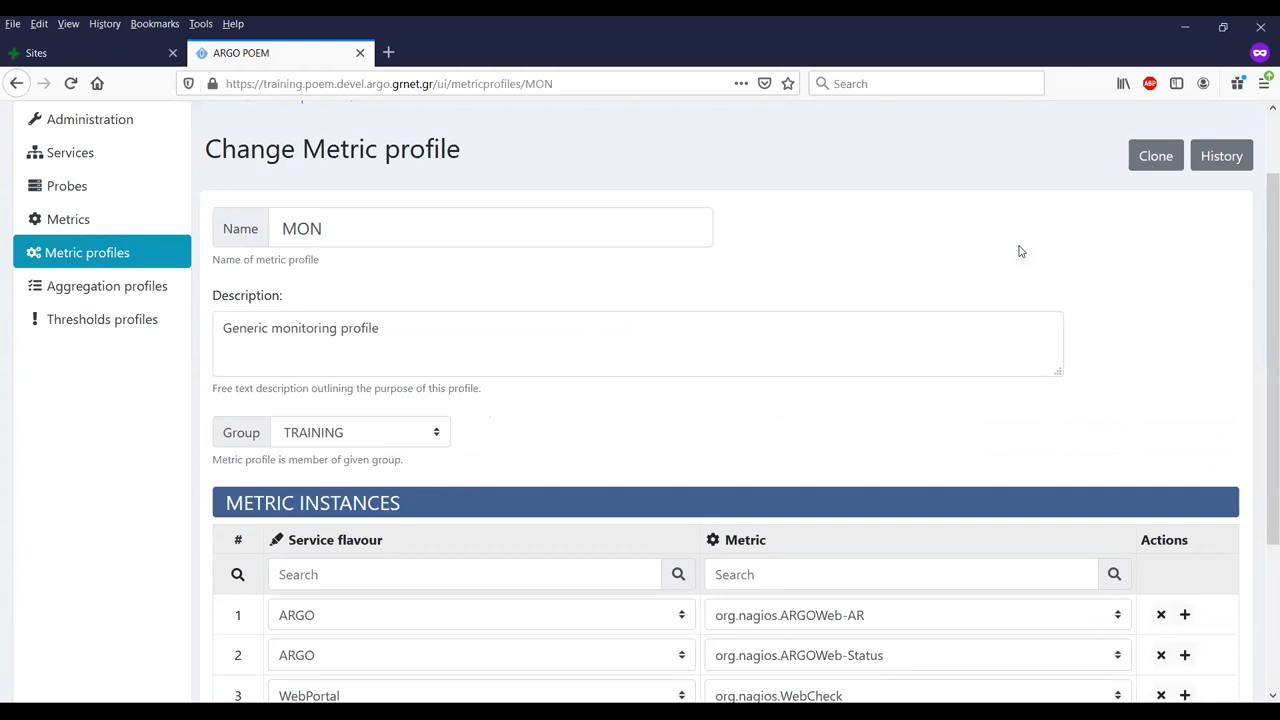 File Edit View History Bookmarks Tools Help
Sites
ARGO POEM
https://training.poem.devel.argo.grnet.gr/ui/metricprofiles/MON
Search
ABP
Administration
Services
Probes
Metrics
Metric profiles
Aggregation profiles
Thresholds profiles
Change Metric profile
Clone
History
Name
MON
Name of metric profile
Description:
Generic monitoring profile
Free text description outlining the purpose of this profile.
Group
TRAINING
Metric profile is member of given group.
METRIC INSTANCES
# Service flavour Metric Actions
Search Search
1 ARGO org.nagios.ARGOWeb-AR
2 ARGO org.nagios.ARGOWeb-Status
3 WebPortal org.nagios.WebCheck